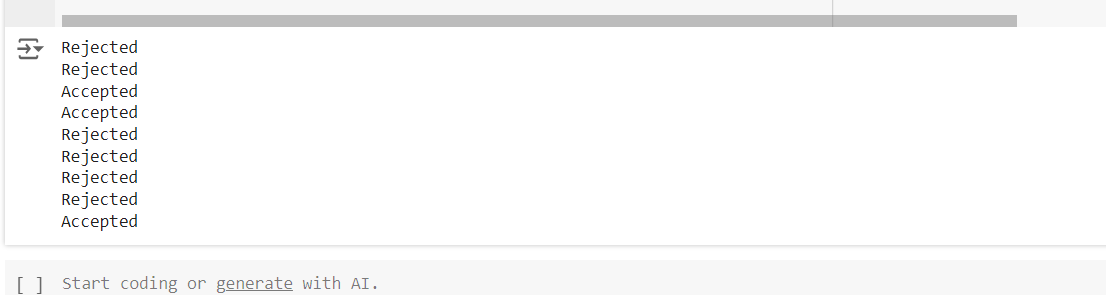 Rejected
Rejected
Accepted
Accepted
Rejected
Rejected
Rejected
Rejected
Accepted
[ ] Start coding or generate with AI.